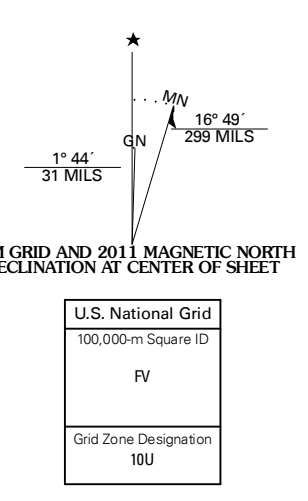 ★
MN
GN
16° 49´
299 MILS
1° 44´
31 MILS
M GRID AND 2011 MAGNETIC NORTH
ECLINATION AT CENTER OF SHEET
U.S. National Grid
100,000-m Square ID
FV
Grid Zone Designation
10U